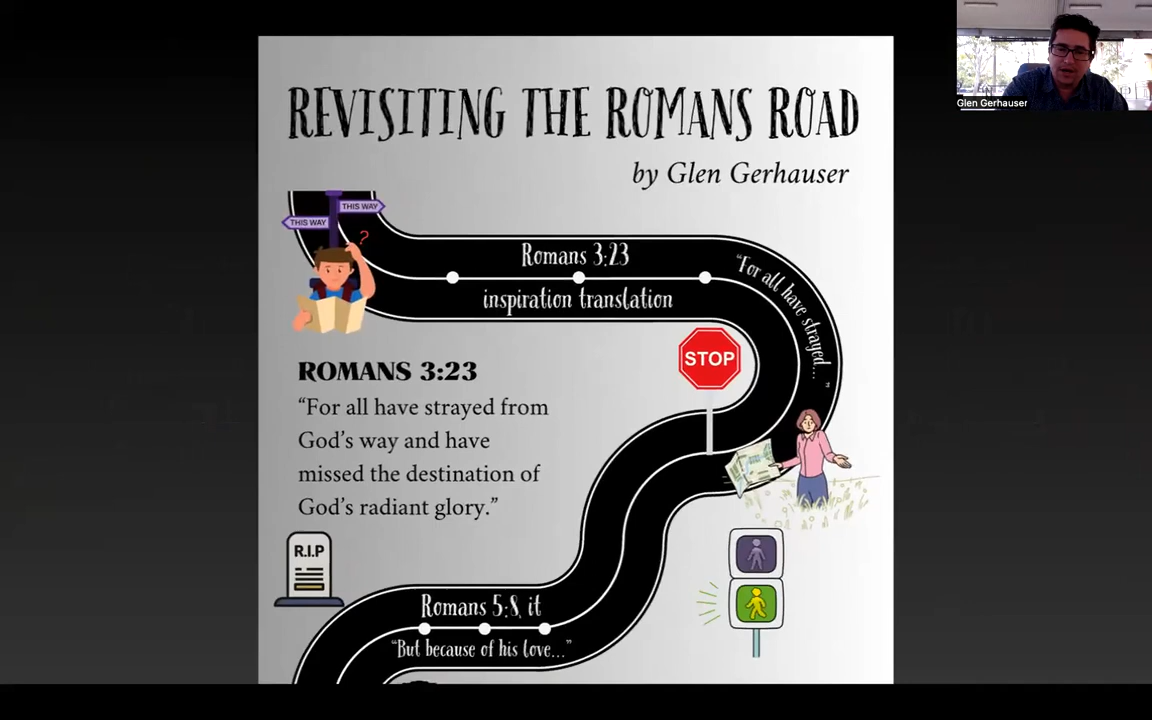 REVISITING THE ROMANS ROAD
by Glen Gerhauser
Glen Gerhauser
THIS WAY
THIS WAY
?
Romans 3:23
inspiration translation
"For all have strayed..."
STOP
ROMANS 3:23
“For all have strayed from
God’s way and have
missed the destination of
God’s radiant glory.”
R.I.P
Romans 5:8, it
"But because of his love..."